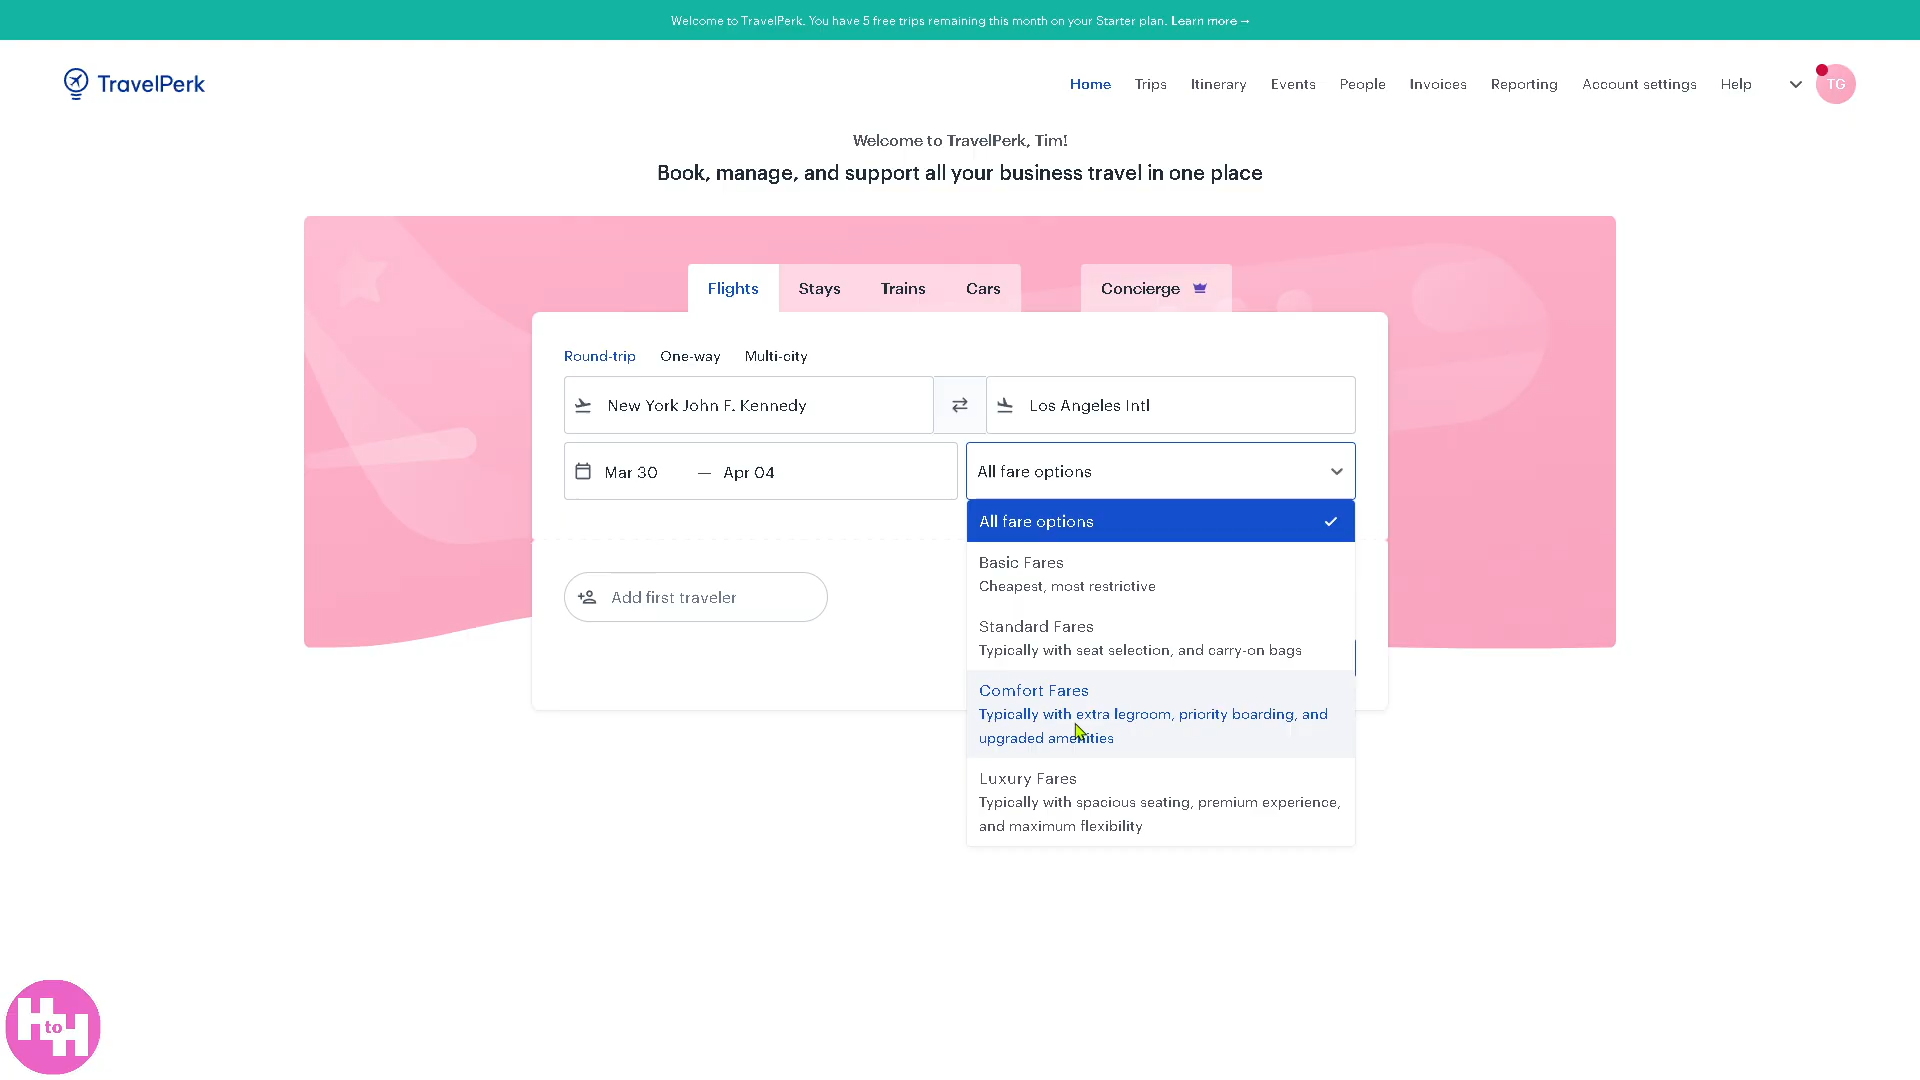 Welcome to TravelPerk. You have 5 free trips remaining this month on your Starter plan. Learn more →
TravelPerk
Home Trips Itinerary Events People Invoices Reporting Account settings Help TG
Welcome to TravelPerk, Tim!
Book, manage, and support all your business travel in one place
Flights Stays Trains Cars Concierge
Round-trip One-way Multi-city
New York John F. Kennedy Los Angeles Intl
Mar 30 — Apr 04 All fare options
All fare options
Basic Fares
Cheapest, most restrictive
Add first traveler
Standard Fares
Typically with seat selection, and carry-on bags
Comfort Fares
Typically with extra legroom, priority boarding, and
upgraded amenities
Luxury Fares
Typically with spacious seating, premium experience,
and maximum flexibility
H to H